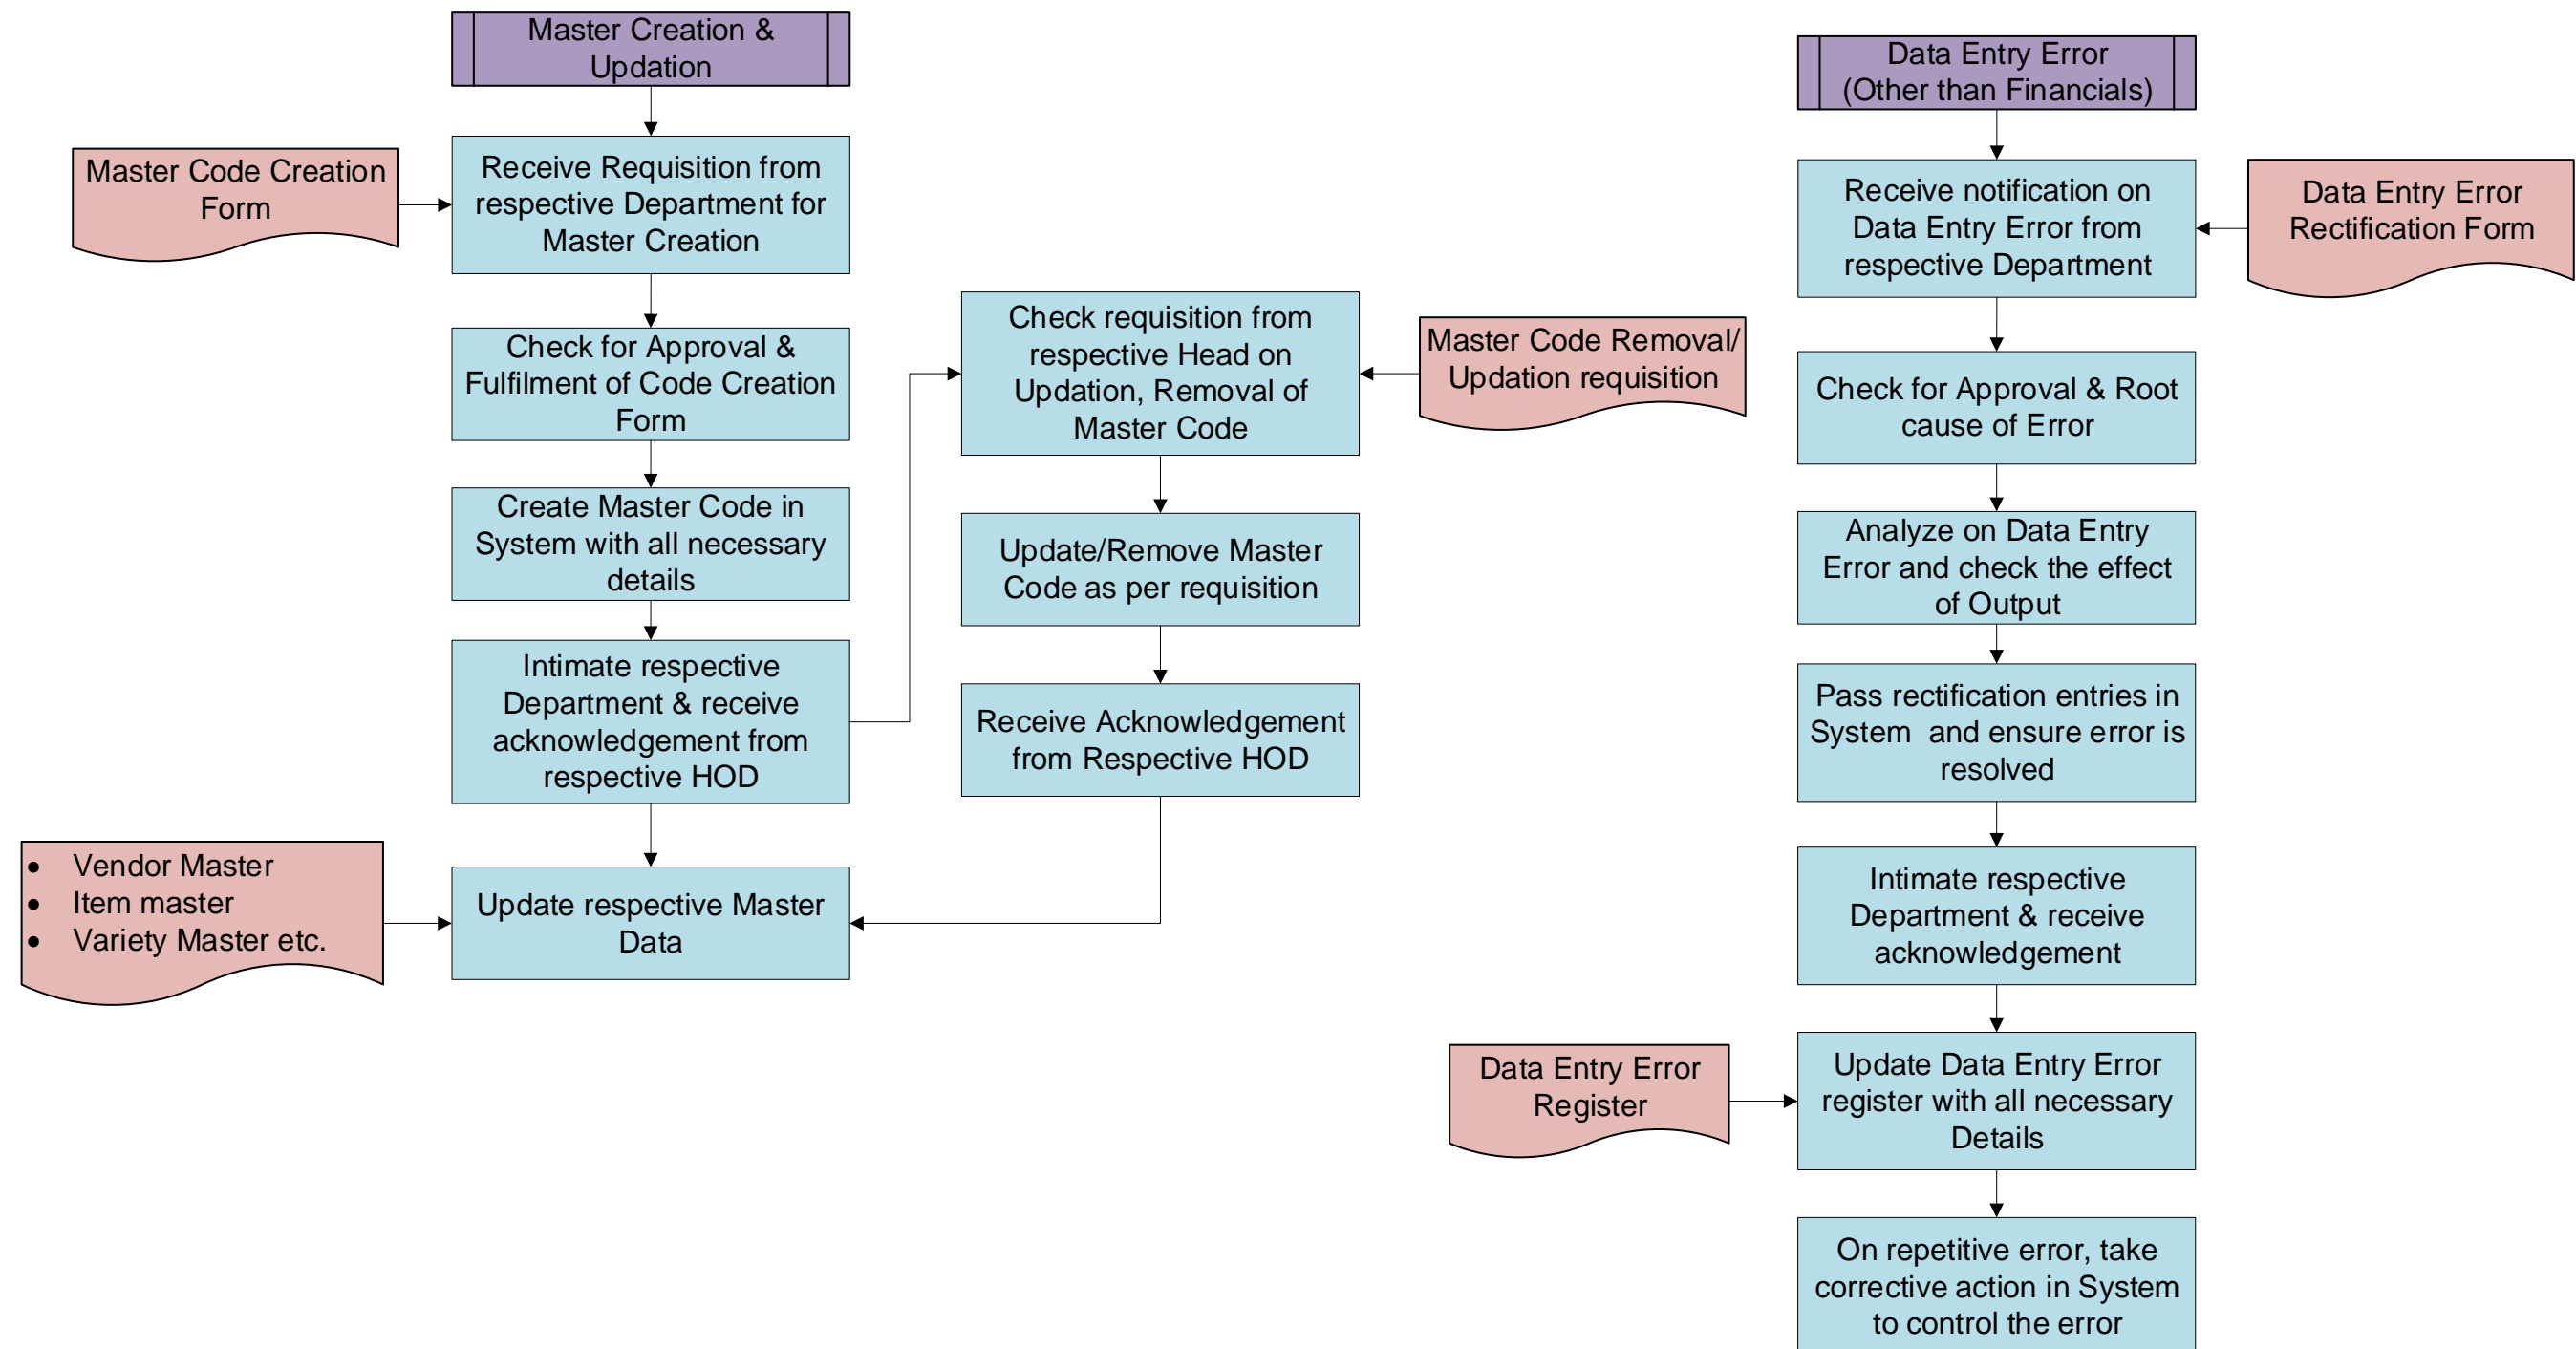 Master Creation &
Updation
Master Code Creation
Form
Receive Requisition from
respective Department for
Master Creation
Check for Approval &
Fulfilment of Code Creation
Form
Create Master Code in
System with all necessary
details
Intimate respective
Department & receive
acknowledgement from
respective HOD
• Vendor Master
• Item master
• Variety Master etc.
Update respective Master
Data
Check requisition from
respective Head on
Updation, Removal of
Master Code
Master Code Removal/
Updation requisition
Update/Remove Master
Code as per requisition
Receive Acknowledgement
from Respective HOD
Data Entry Error
(Other than Financials)
Receive notification on
Data Entry Error from
respective Department
Data Entry Error
Rectification Form
Check for Approval & Root
cause of Error
Analyze on Data Entry
Error and check the effect
of Output
Pass rectification entries in
System  and ensure error is
resolved
Intimate respective
Department & receive
acknowledgement
Data Entry Error
Register
Update Data Entry Error
register with all necessary
Details
On repetitive error, take
corrective action in System
to control the error